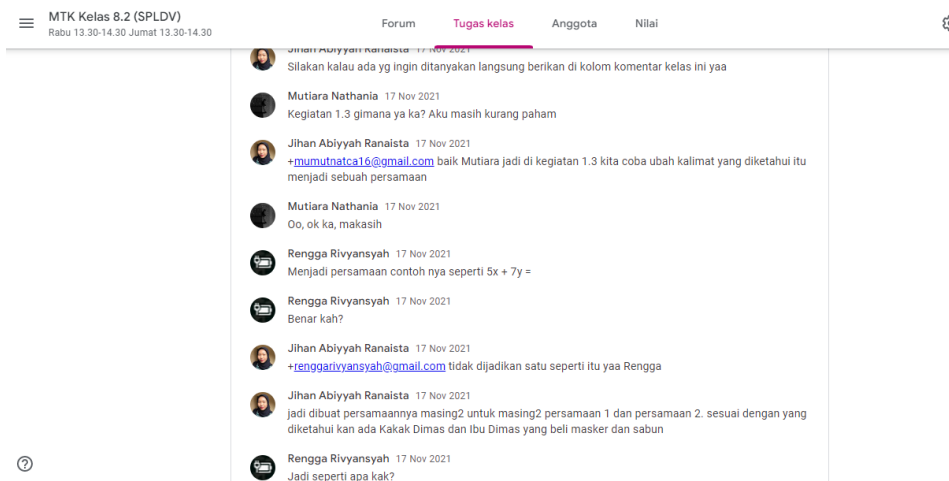 MTK Kelas 8.2 (SPLDV)
Rabu 13.30-14.30 Jumat 13.30-14.30
Forum
Tugas kelas
Anggota
Nilai
Jihan Abiyyah Ranaista 17 Nov 2021
Silakan kalau ada yg ingin ditanyakan langsung berikan di kolom komentar kelas ini yaa
Mutiara Nathania 17 Nov 2021
Kegiatan 1.3 gimana ya ka? Aku masih kurang paham
Jihan Abiyyah Ranaista 17 Nov 2021
+mumutnatca16@gmail.com baik Mutiara jadi di kegiatan 1.3 kita coba ubah kalimat yang diketahui itu
menjadi sebuah persamaan
Mutiara Nathania 17 Nov 2021
Oo, ok ka, makasih
Rengga Rivyansyah 17 Nov 2021
Menjadi persamaan contoh nya seperti 5x + 7y =
Rengga Rivyansyah 17 Nov 2021
Benar kah?
Jihan Abiyyah Ranaista 17 Nov 2021
+renggarivyansyah@gmail.com tidak dijadikan satu seperti itu yaa Rengga
Jihan Abiyyah Ranaista 17 Nov 2021
jadi dibuat persamaannya masing2 untuk masing2 persamaan 1 dan persamaan 2. sesuai dengan yang
diketahui kan ada Kakak Dimas dan Ibu Dimas yang beli masker dan sabun
Rengga Rivyansyah 17 Nov 2021
Jadi seperti apa kak?